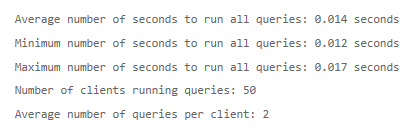 Average number of seconds to run all queries: 0.014 seconds
Minimum number of seconds to run all queries: 0.012 seconds
Maximum number of seconds to run all queries: 0.017 seconds
Number of clients running queries: 50
Average number of queries per client: 2